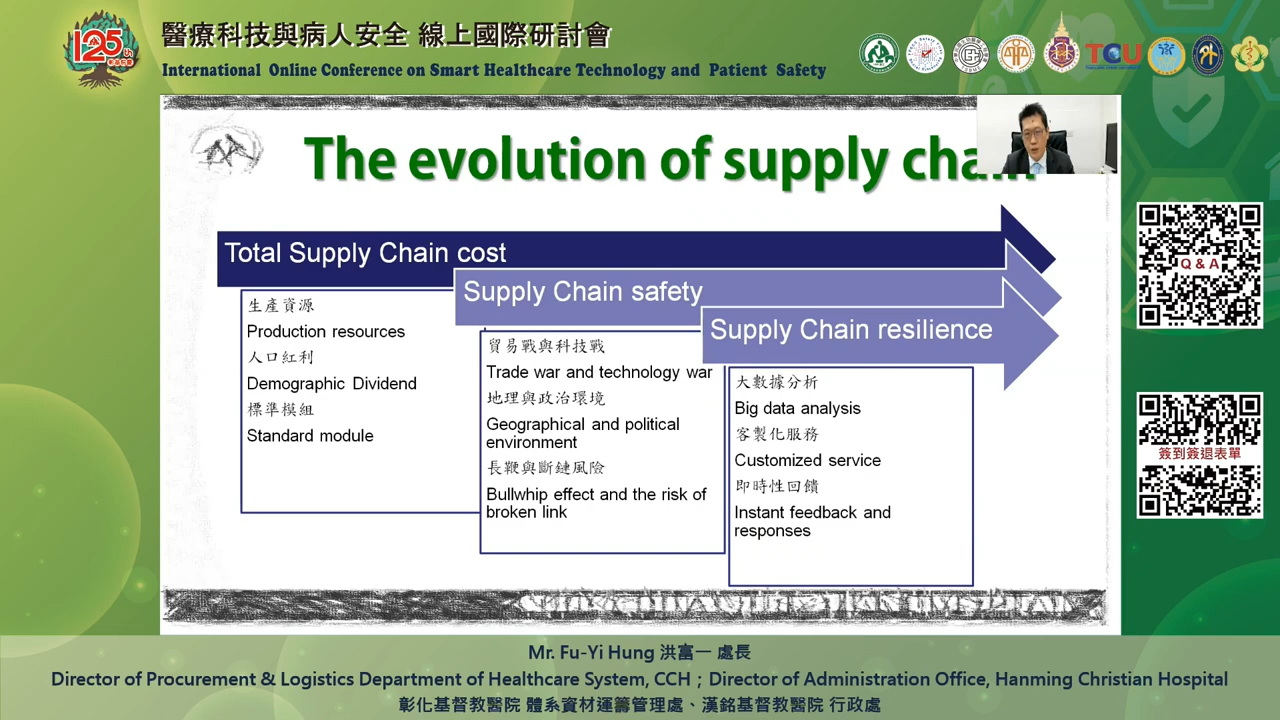 125
醫療科技與病人安全 線上國際研討會
International Online Conference on Smart Healthcare Technology and Patient Safety
TCU
The evolution of supply chain
Total Supply Chain cost
生產資源
Production resources
人口紅利
Demographic Dividend
標準模組
Standard module
Supply Chain safety
貿易戰與科技戰
Trade war and technology war
地理與政治環境
Geographical and political
environment
長鞭與斷鏈風險
Bullwhip effect and the risk of
broken link
Supply Chain resilience
大數據分析
Big data analysis
客製化服務
Customized service
即時性回饋
Instant feedback and
responses
Q & A
簽到簽退表單
Mr. Fu-Yi Hung 洪富一 處長
Director of Procurement & Logistics Department of Healthcare System, CCH；Director of Administration Office, Hanming Christian Hospital
彰化基督教醫院 體系資材運籌管理處、漢銘基督教醫院 行政處